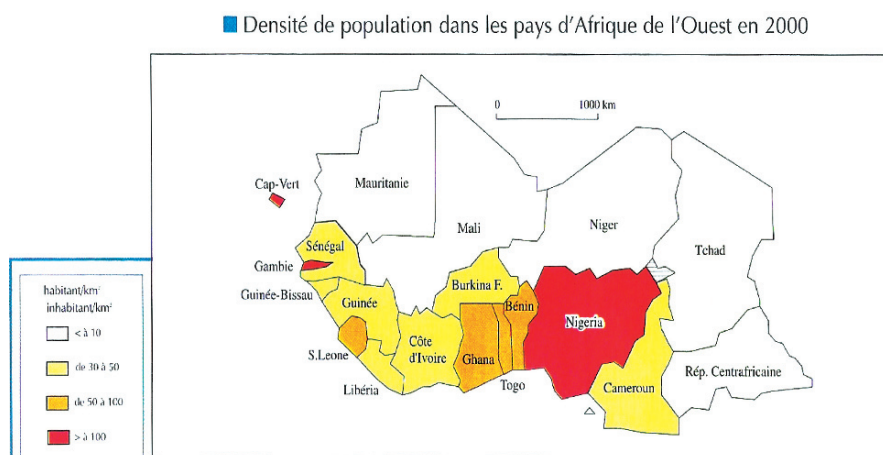 Densité de population dans les pays d'Afrique de l'Ouest en 2000
0 1000 km
Cap-Vert
Mauritanie
Mali
Niger
Tchad
Sénégal
Gambie
Guinée-Bissau
Guinée
Burkina F.
Bénin
Nigeria
S.Leone
Côte
d'Ivoire
Ghana
Libéria
Togo
Cameroun
Rép. Centrafricaine
habitant/km²
inhabitant/km²
< à 10
de 30 à 50
de 50 à 100
> à 100